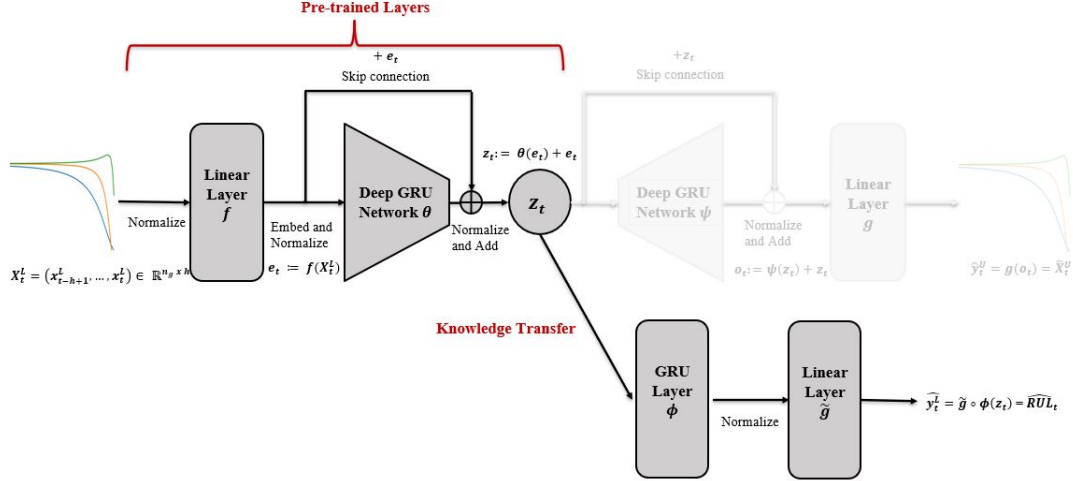 Pre-trained Layers
+ e_t
Skip connection
+z_t
Skip connection
Linear
Layer
f
Deep GRU
Network θ
z_t := θ(e_t) + e_t
z_t
Deep GRU
Network ψ
Linear
Layer
g
Normalize
Embed and
Normalize
Normalize
and Add
Normalize
and Add
X_t^L = (x_{t-h+1}^L, …, x_t^L) ∈ ℝ^{n_g x h}
e_t := f(X_t^L)
o_t := ψ(z_t) + z_t
ŷ_t^U = g(o_t) = X̂_t^U
Knowledge Transfer
GRU
Layer
ϕ
Normalize
Linear
Layer
g̃
ŷ_t^L = g̃ ∘ ϕ(z_t) = R̂UL_t